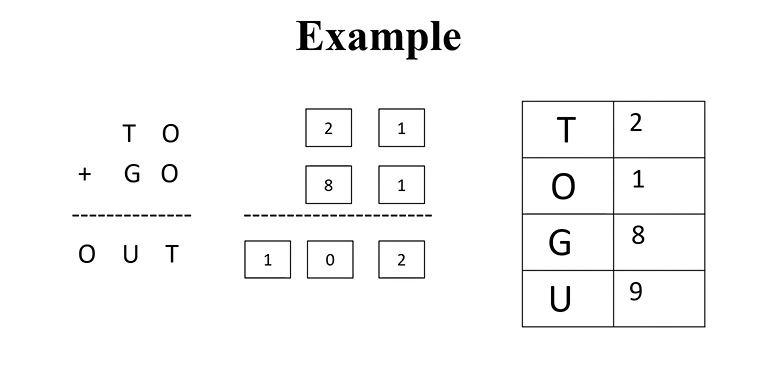 Example
T O
+ G O
--------------
O U T
2 1
8 1
----------------------
1 0 2
T 2
O 1
G 8
U 9